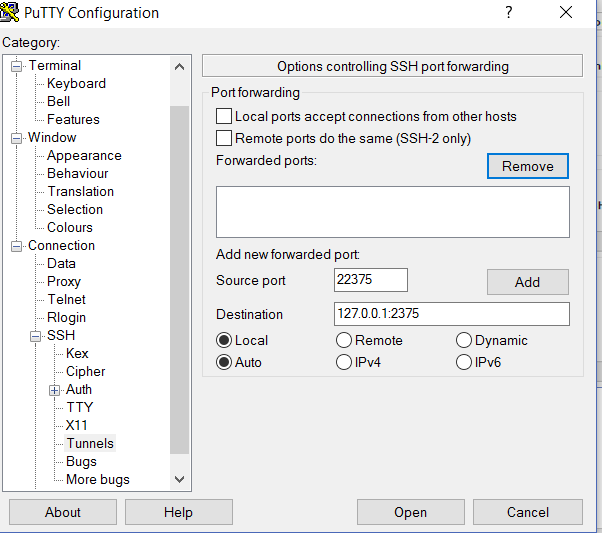 PuTTY Configuration
?
Category:
Terminal
Keyboard
Bell
Features
Window
Appearance
Behaviour
Translation
Selection
Colours
Connection
Data
Proxy
Telnet
Rlogin
SSH
Kex
Cipher
Auth
TTY
X11
Tunnels
Bugs
More bugs
Options controlling SSH port forwarding
Port forwarding
Local ports accept connections from other hosts
Remote ports do the same (SSH-2 only)
Forwarded ports:
Remove
Add new forwarded port:
Source port 22375 Add
Destination 127.0.0.1:2375
Local Remote Dynamic
Auto IPv4 IPv6
About Help Open Cancel